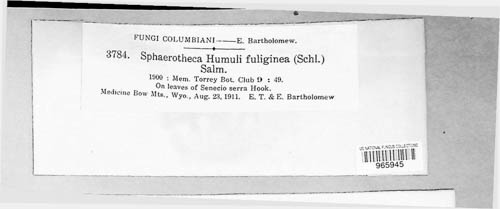 FUNGI COLUMBIANI——E. Bartholomew.
3784. Sphaerotheca Humuli fuliginea (Schl.)
Salm.
1900 : Mem. Torrey Bot. Club 9 : 49.
On leaves of Senecio serra Hook.
Medicine Bow Mts., Wyo., Aug. 23, 1911. E. T. & E. Bartholomew
US NATIONAL FUNGUS COLLECTIONS
965945